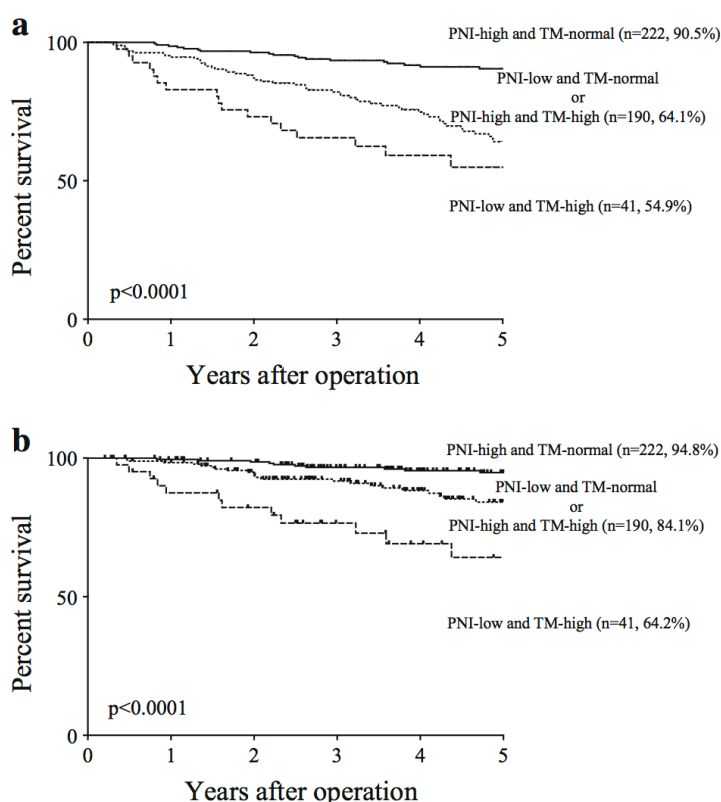 a
PNI-high and TM-normal (n=222, 90.5%)
PNI-low and TM-normal
or
PNI-high and TM-high (n=190, 64.1%)
PNI-low and TM-high (n=41, 54.9%)
Percent survival
100
50
0
p<0.0001
0 1 2 3 4 5
Years after operation
b
PNI-high and TM-normal (n=222, 94.8%)
PNI-low and TM-normal
or
PNI-high and TM-high (n=190, 84.1%)
PNI-low and TM-high (n=41, 64.2%)
Percent survival
100
50
0
p<0.0001
0 1 2 3 4 5
Years after operation